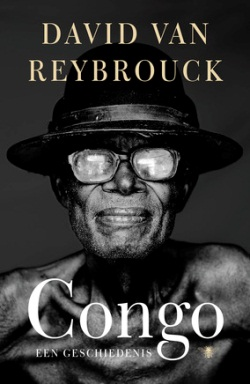 DAVID VAN
REYBROUCK
Congo
EEN GESCHIEDENIS